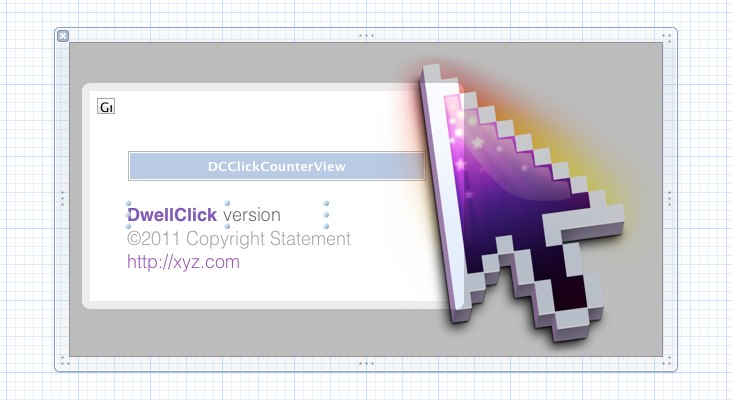 Gi
DCClickCounterView
DwellClick version
©2011 Copyright Statement
http://xyz.com